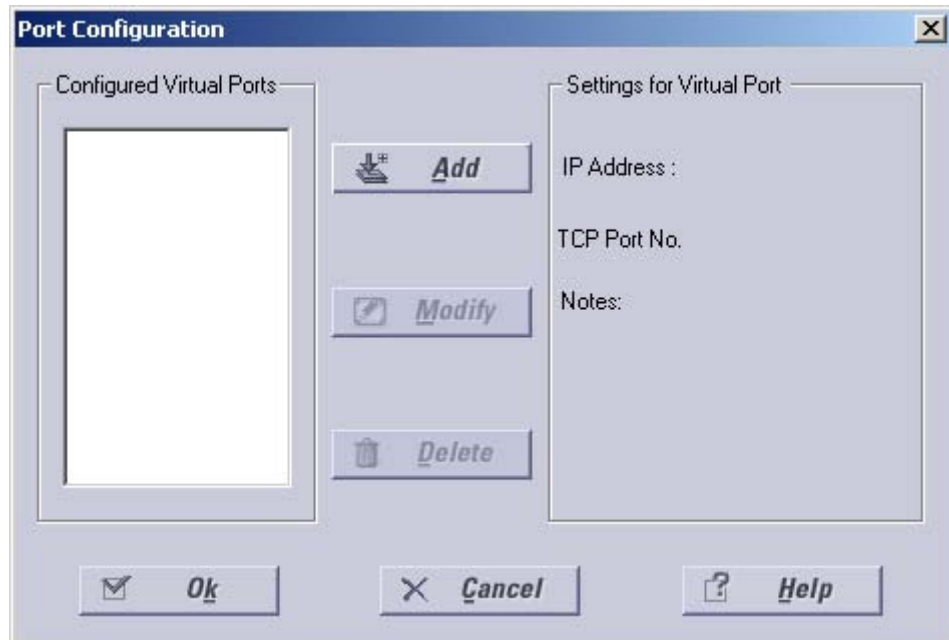 Port Configuration
Configured Virtual Ports
Settings for Virtual Port
Add
IP Address :
TCP Port No.
Modify
Notes:
Delete
Ok
Cancel
Help